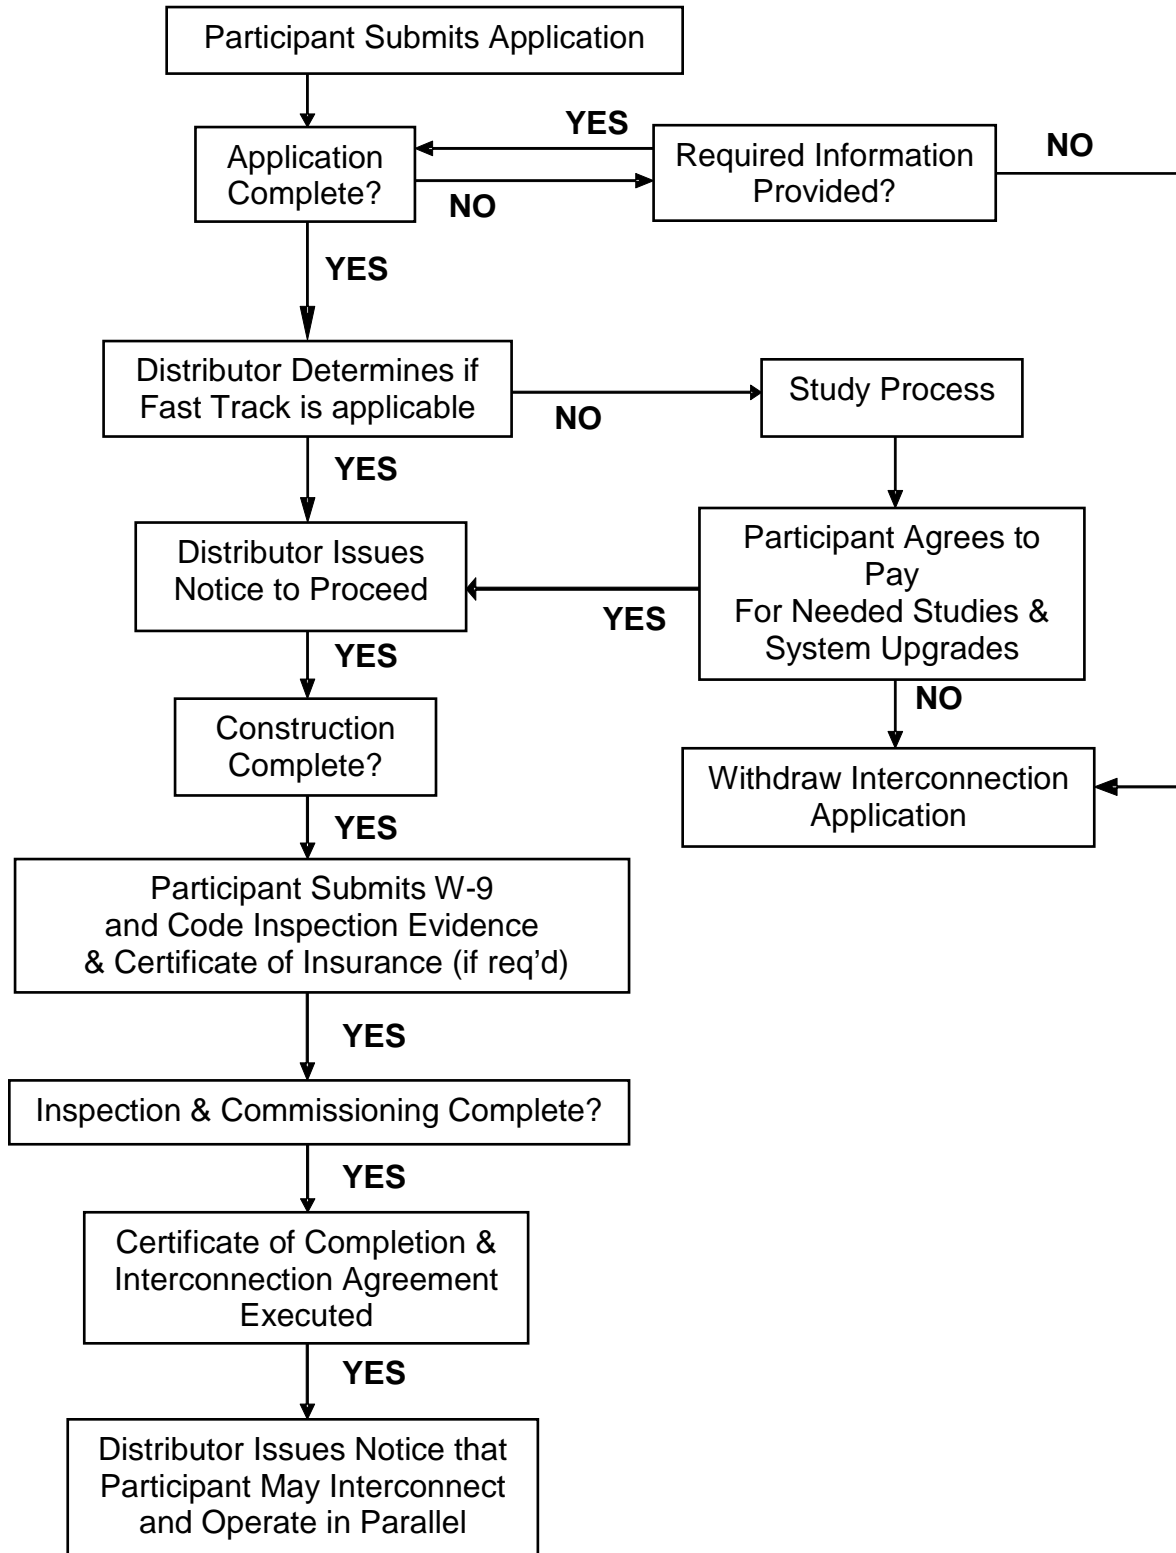 Participant Submits Application
YES
NO
Application
Complete?
Required Information
Provided?
NO
YES
Distributor Determines if
Fast Track is applicable
Study Process
NO
YES
Distributor Issues
Notice to Proceed
Participant Agrees to
Pay
For Needed Studies &
System Upgrades
YES
YES
NO
Construction
Complete?
Withdraw Interconnection
Application
YES
Participant Submits W-9
and Code Inspection Evidence
& Certificate of Insurance (if req'd)
YES
Inspection & Commissioning Complete?
YES
Certificate of Completion &
Interconnection Agreement
Executed
YES
Distributor Issues Notice that
Participant May Interconnect
and Operate in Parallel